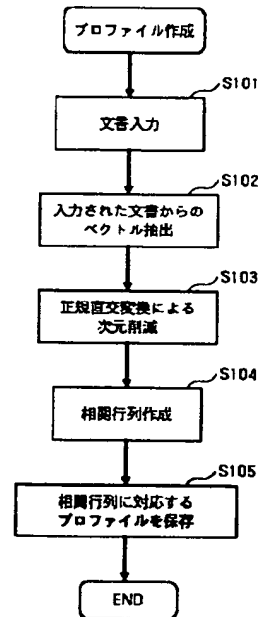 プロファイル作成
S101
文書入力
S102
入力された文書からの
ベクトル抽出
S103
正規直交変換による
次元削減
S104
相関行列作成
S105
相関行列に対応する
プロファイルを保存
END